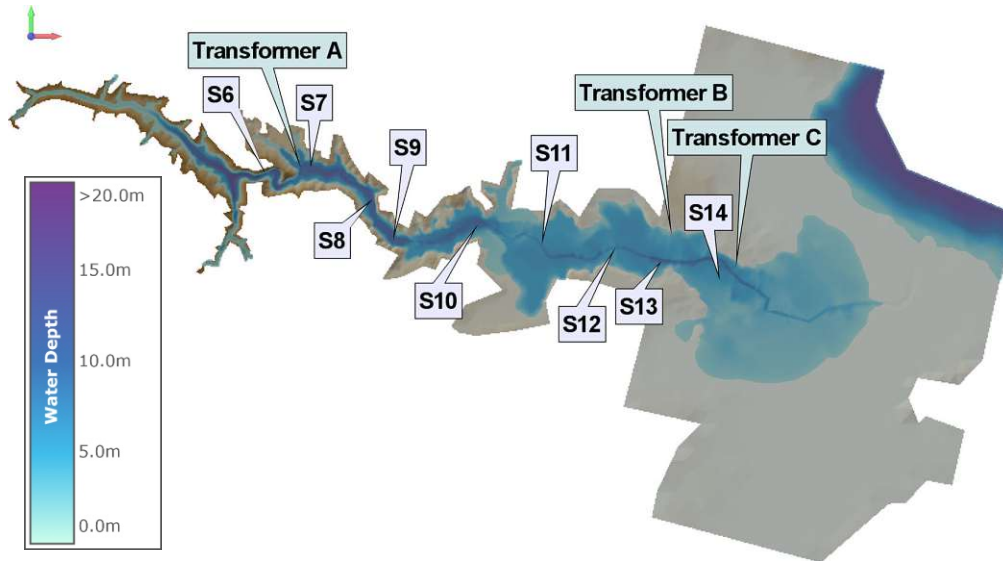 Transformer A
S6
S7
Transformer B
Transformer C
S9
S11
S14
S8
S10
S12
S13
Water Depth
>20.0m
15.0m
10.0m
5.0m
0.0m